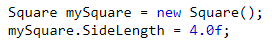 Square mySquare = new Square();
mySquare.SideLength = 4.0f;